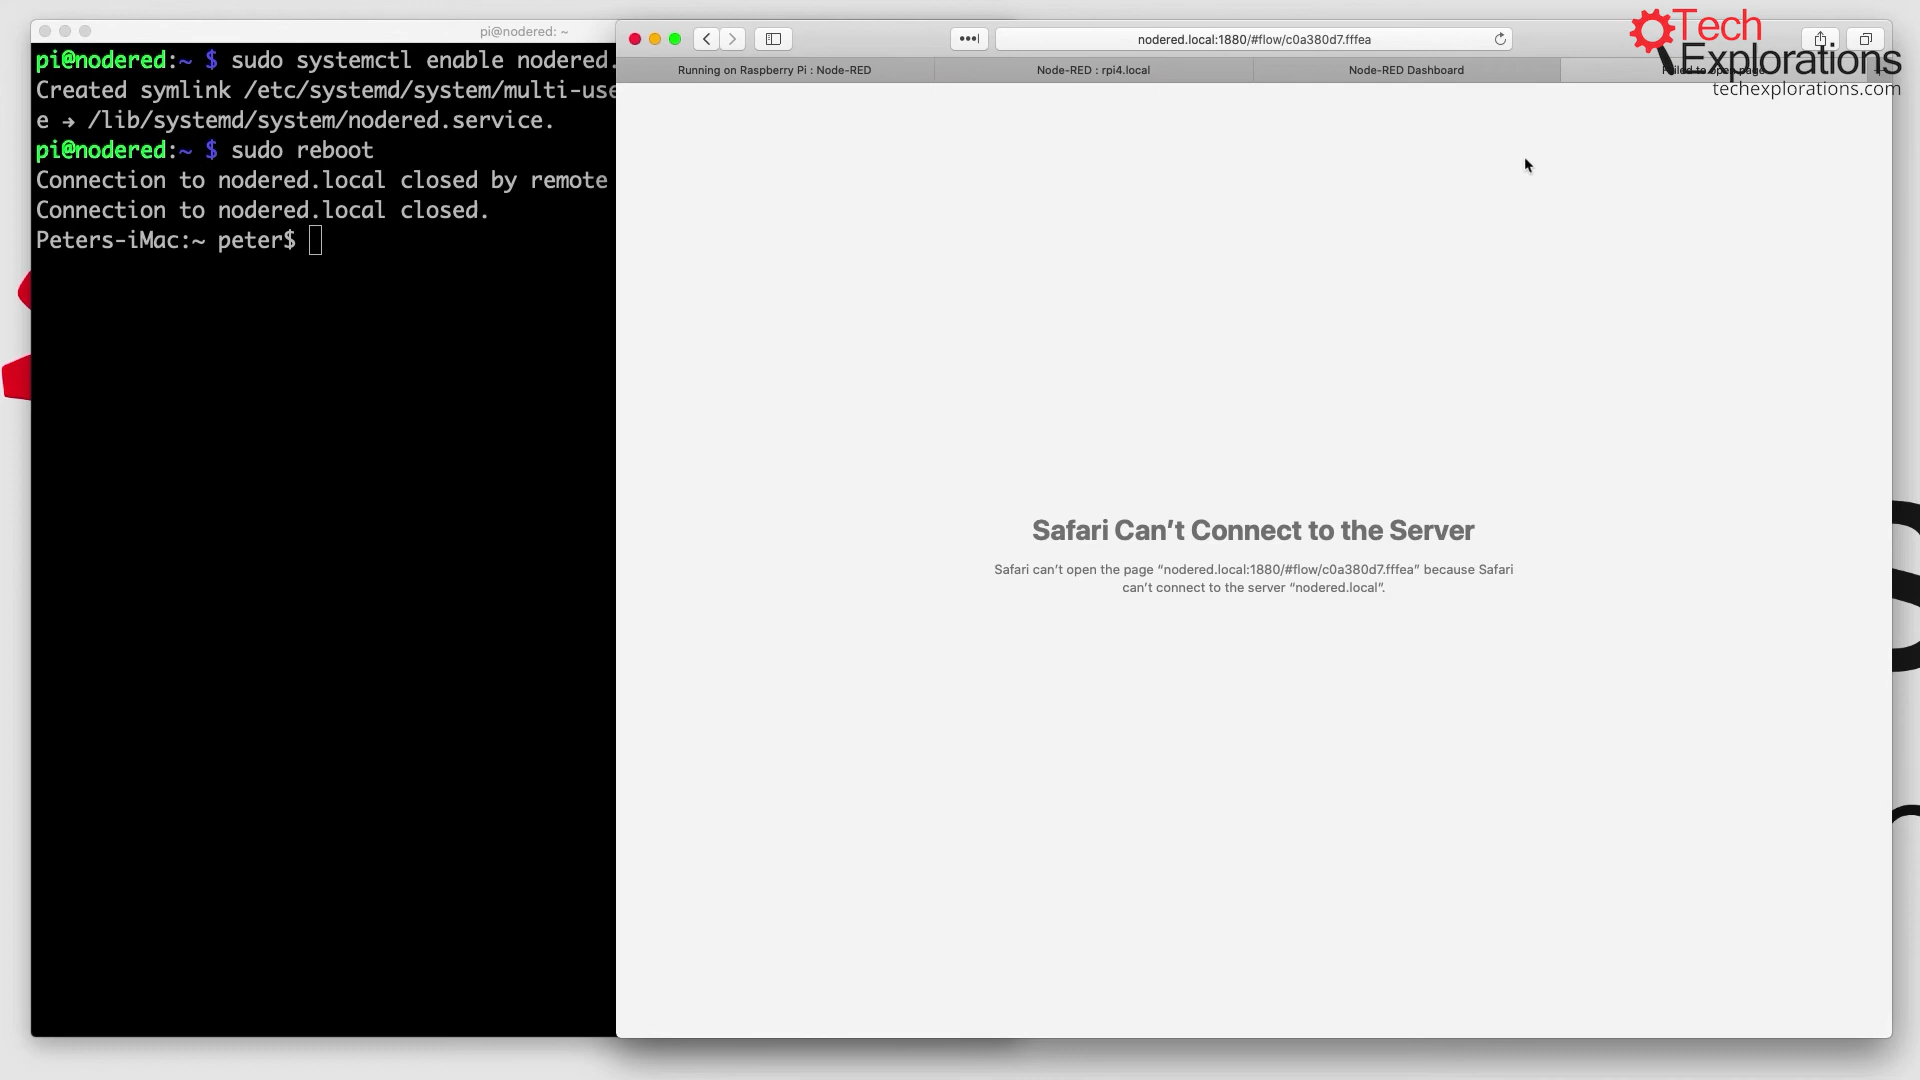 pi@nodered: ~
pi@nodered:~ $ sudo systemctl enable nodered.
Created symlink /etc/systemd/system/multi-use
e → /lib/systemd/system/nodered.service.
pi@nodered:~ $ sudo reboot
Connection to nodered.local closed by remote
Connection to nodered.local closed.
Peters-iMac:~ peter$
nodered.local:1880/#flow/c0a380d7.fffea
Running on Raspberry Pi : Node-RED
Node-RED : rpi4.local
Node-RED Dashboard
Failed to open page
Tech
Explorations
techexplorations.com
Safari Can’t Connect to the Server
Safari can’t open the page “nodered.local:1880/#flow/c0a380d7.fffea” because Safari
can’t connect to the server “nodered.local”.